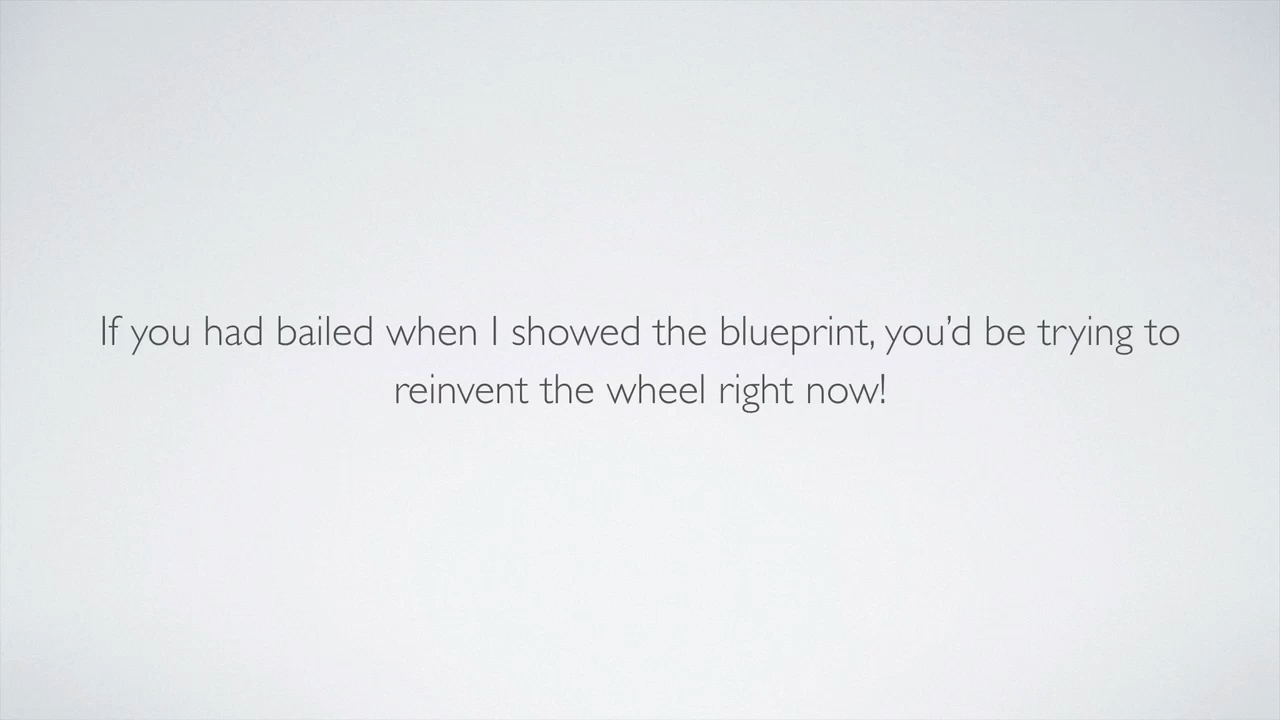 If you had bailed when I showed the blueprint, you’d be trying to
reinvent the wheel right now!